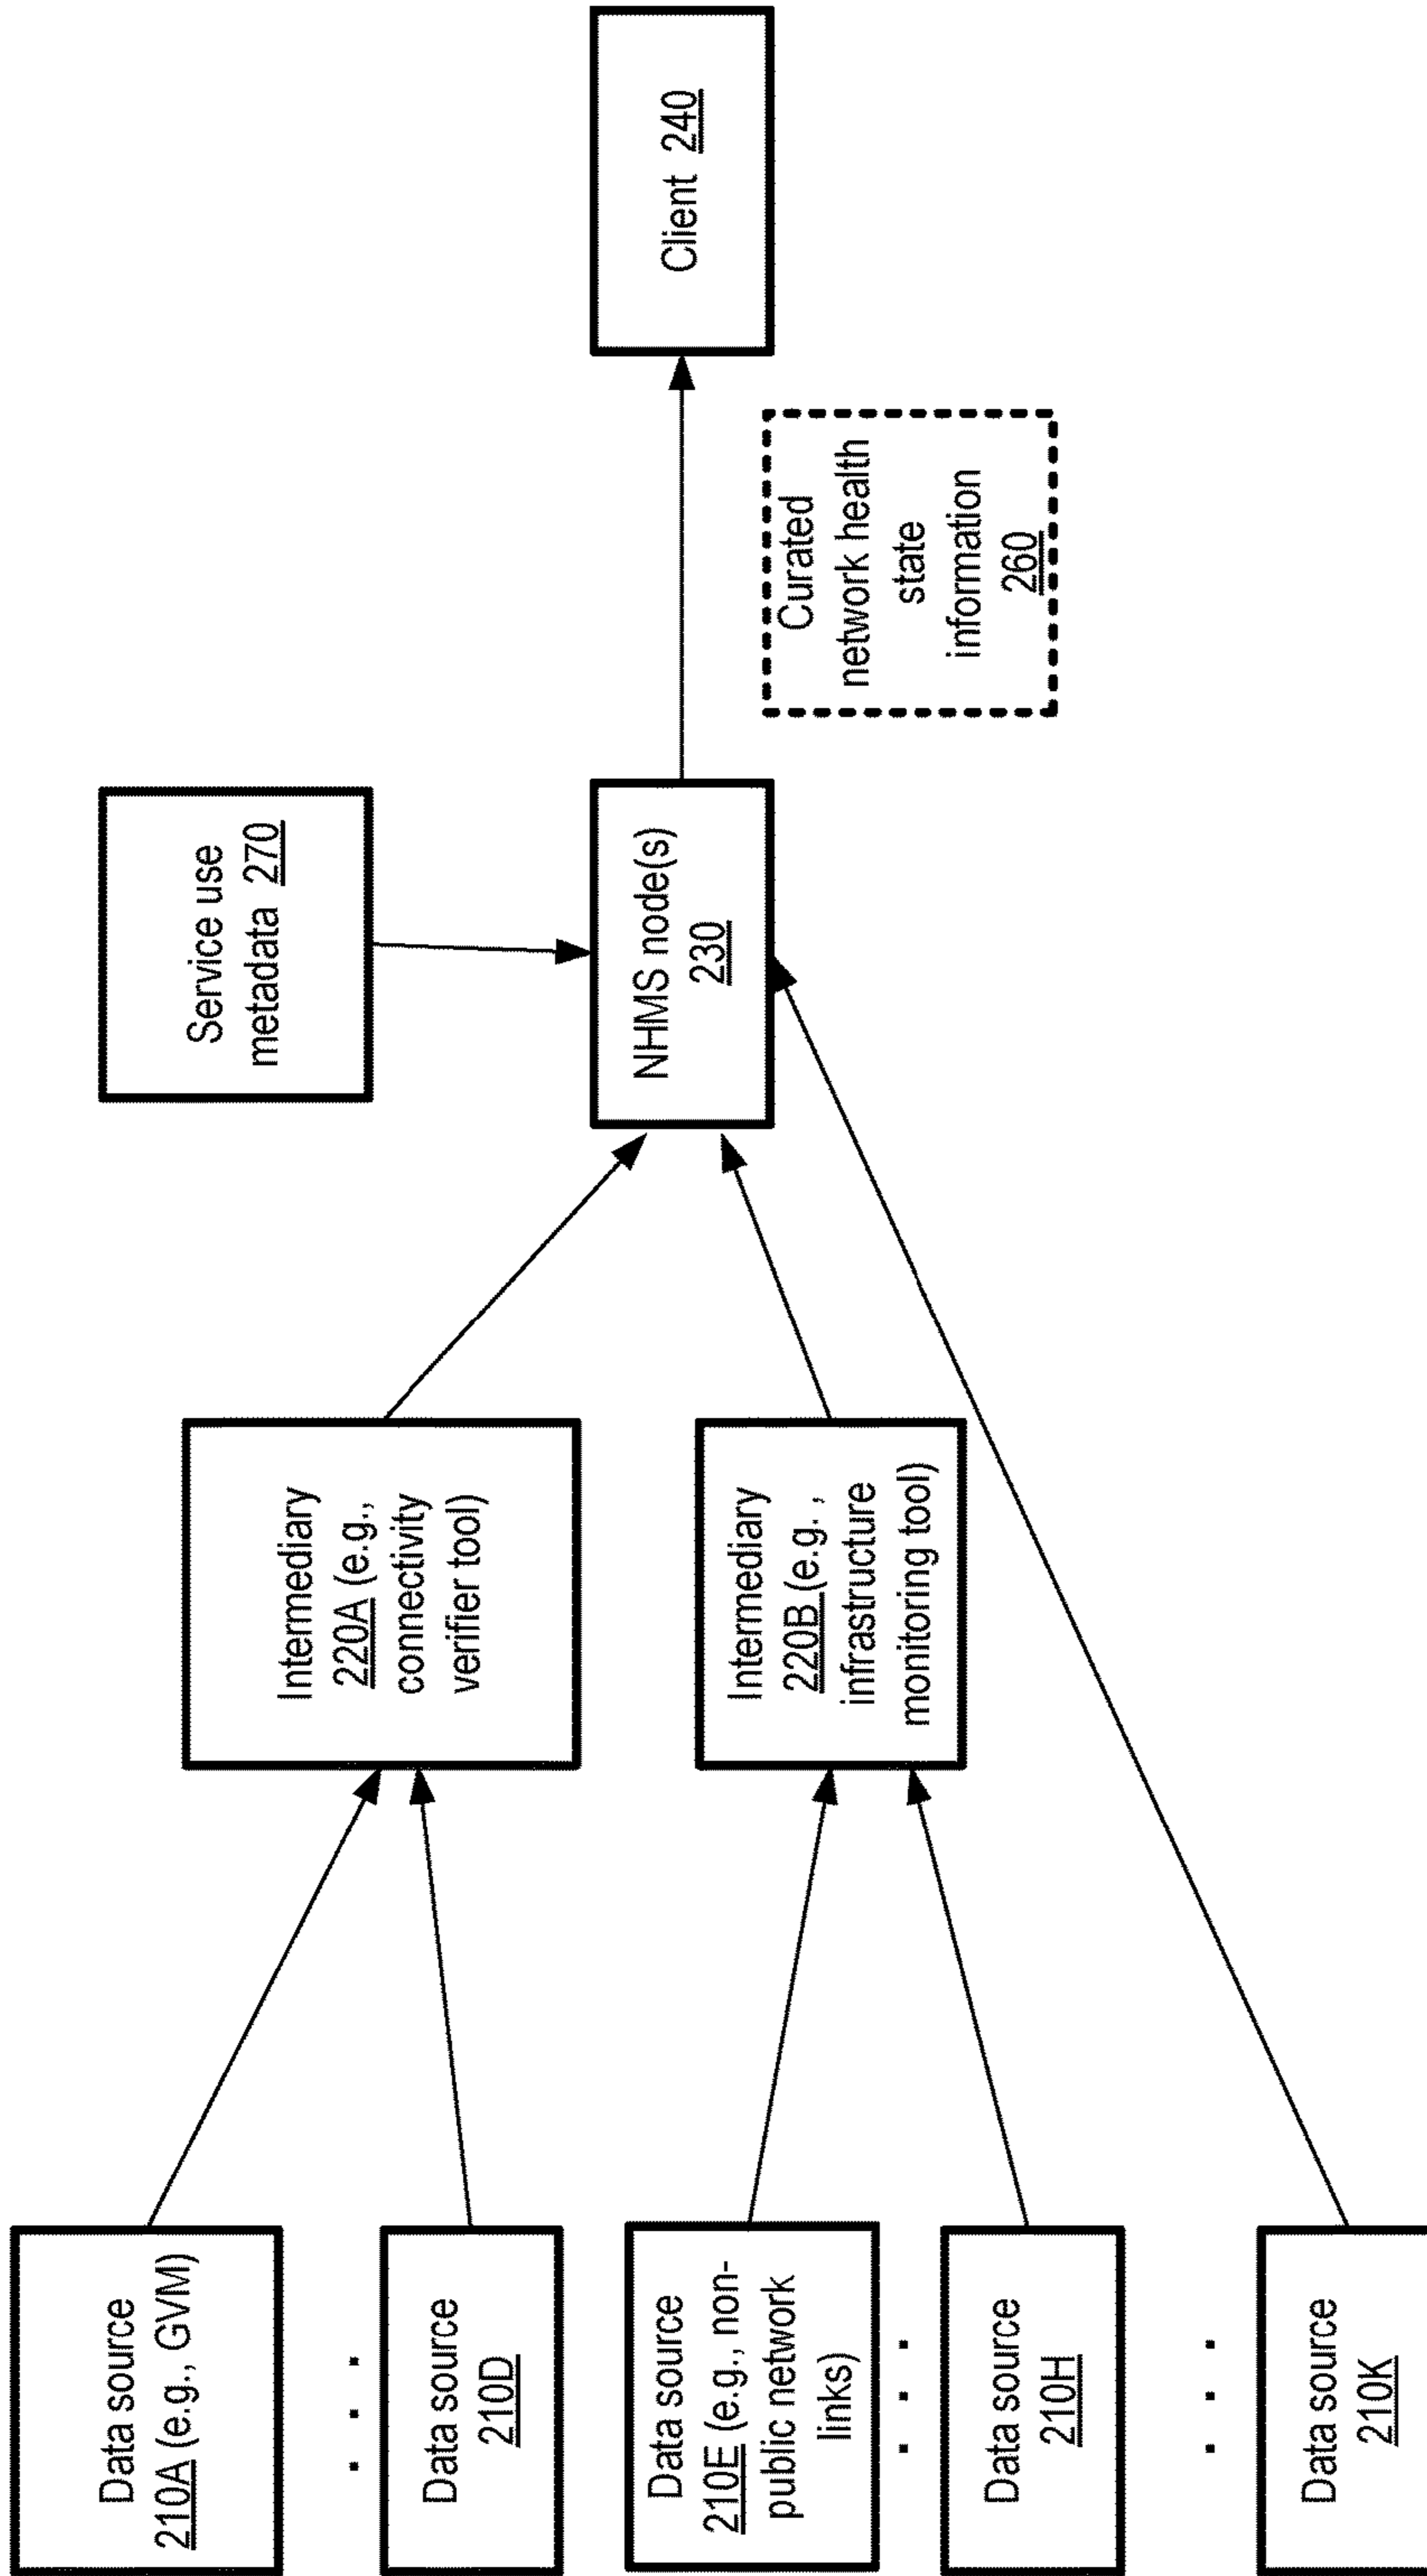 Data source
210A (e.g., GVM)
. . .
Data source
210D
Data source
210E (e.g., non-
public network
links)
. . .
Data source
210H
. . .
Data source
210K
Intermediary
220A (e.g.,
connectivity
verifier tool)
Intermediary
220B (e.g. ,
infrastructure
monitoring tool)
Service use
metadata 270
NHMS node(s)
230
Curated
network health
state
information
260
Client 240